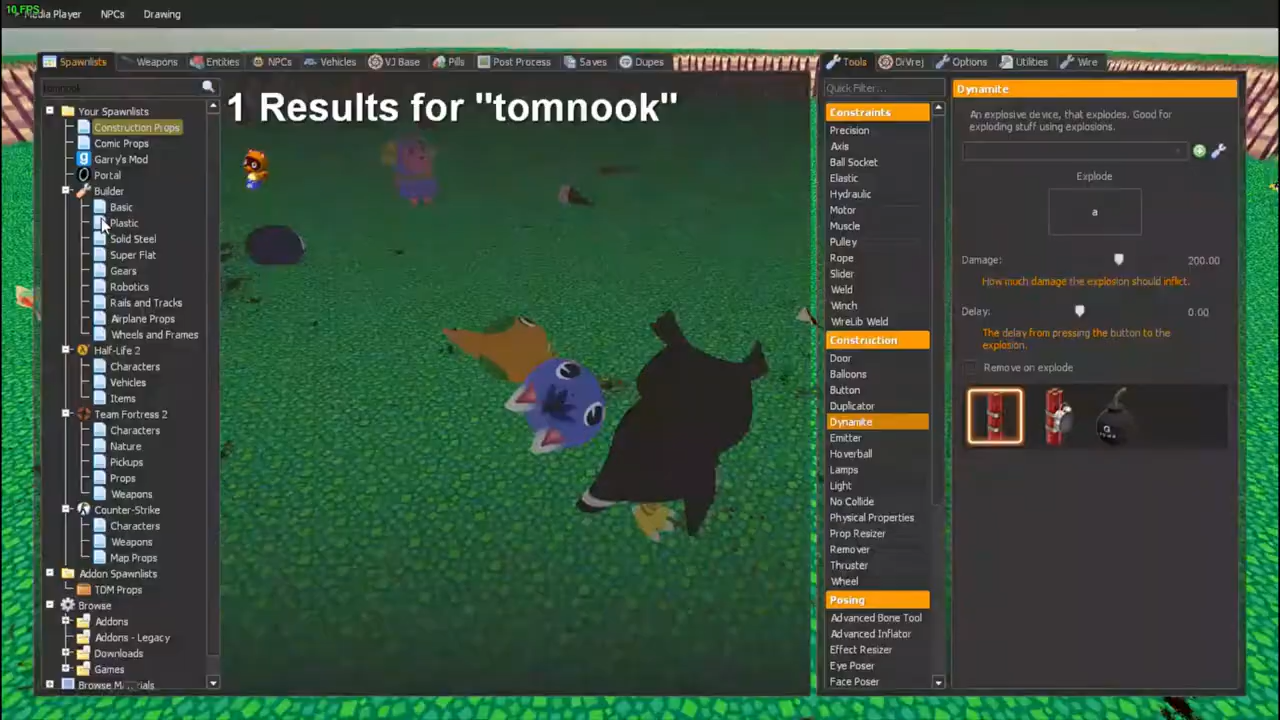 10 FPS
Media Player NPCs Drawing
Spawnlists Weapons Entities NPCs Vehicles VJ Base Pills Post Process Saves Dupes
tomnook
1 Results for "tomnook"
Your Spawnlists
Construction Props
Comic Props
Garry's Mod
Portal
Builder
Basic
Plastic
Solid Steel
Super Flat
Gears
Robotics
Rails and Tracks
Airplane Props
Wheels and Frames
Half-Life 2
Characters
Vehicles
Items
Team Fortress 2
Characters
Nature
Pickups
Props
Weapons
Counter-Strike
Characters
Weapons
Map Props
Addon Spawnlists
TDM Props
Browse
Addons
Addons - Legacy
Downloads
Games
Browse Materials
Tools DrVrej Options Utilities Wire
Quick Filter...
Constraints
Precision
Axis
Ball Socket
Elastic
Hydraulic
Motor
Muscle
Pulley
Rope
Slider
Weld
Winch
WireLib Weld
Construction
Door
Balloons
Button
Duplicator
Dynamite
Emitter
Hoverball
Lamps
Light
No Collide
Physical Properties
Prop Resizer
Remover
Thruster
Wheel
Posing
Advanced Bone Tool
Advanced Inflator
Effect Resizer
Eye Poser
Face Poser
Dynamite
An explosive device, that explodes. Good for
exploding stuff using explosions.
Explode
a
Damage: 200.00
How much damage the explosion should inflict.
Delay: 0.00
The delay from pressing the button to the
explosion.
Remove on explode